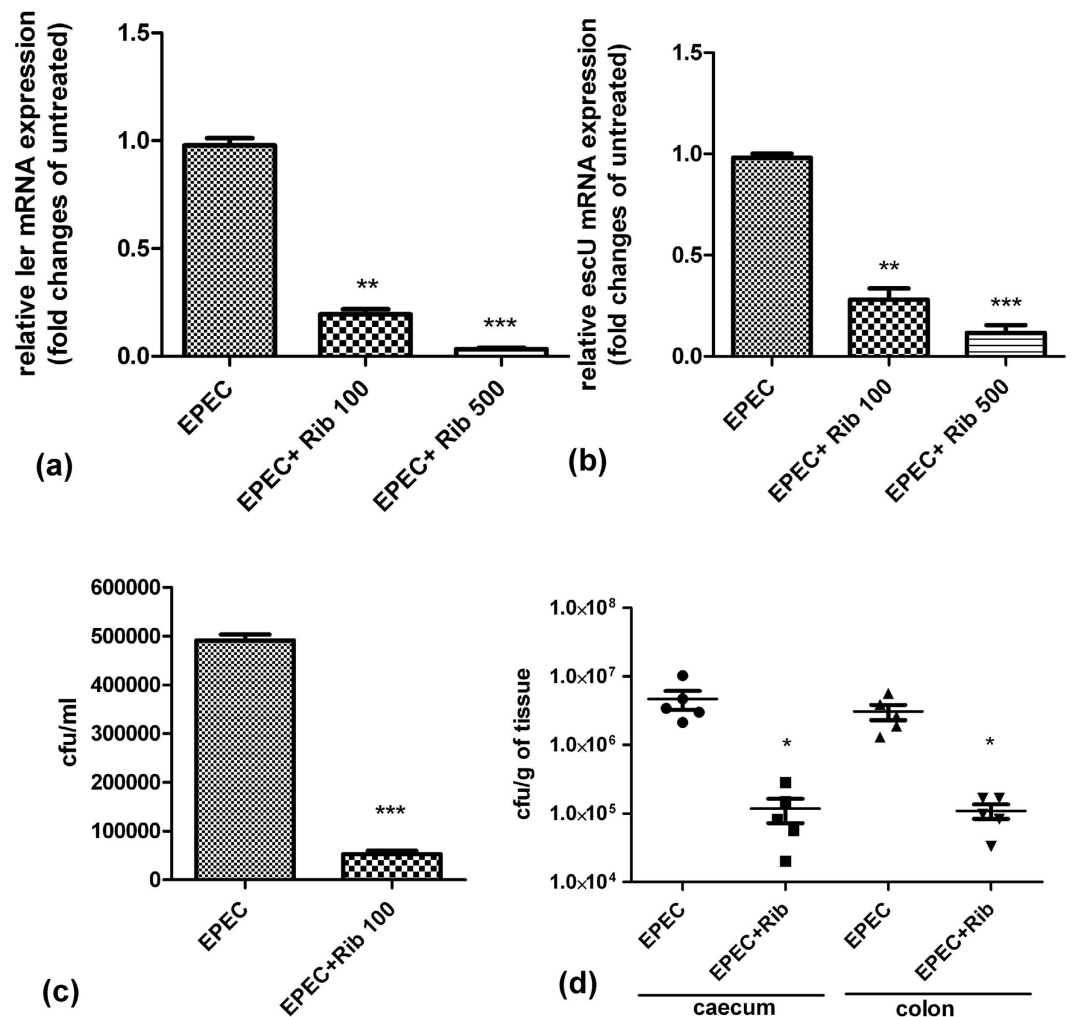 relative ler mRNA expression
(fold changes of untreated)
1.5
1.0
0.5
0.0
**
***
EPEC
EPEC+ Rib 100
EPEC+ Rib 500
(a)
relative escU mRNA expression
(fold changes of untreated)
1.5
1.0
0.5
0.0
**
***
EPEC
EPEC+ Rib 100
EPEC+ Rib 500
(b)
cfu/ml
600000
500000
400000
300000
200000
100000
0
***
EPEC
EPEC+Rib 100
(c)
cfu/g of tissue
1.0×10⁸
1.0×10⁷
1.0×10⁶
1.0×10⁵
1.0×10⁴
*
*
EPEC
EPEC+Rib
EPEC
EPEC+Rib
caecum
colon
(d)